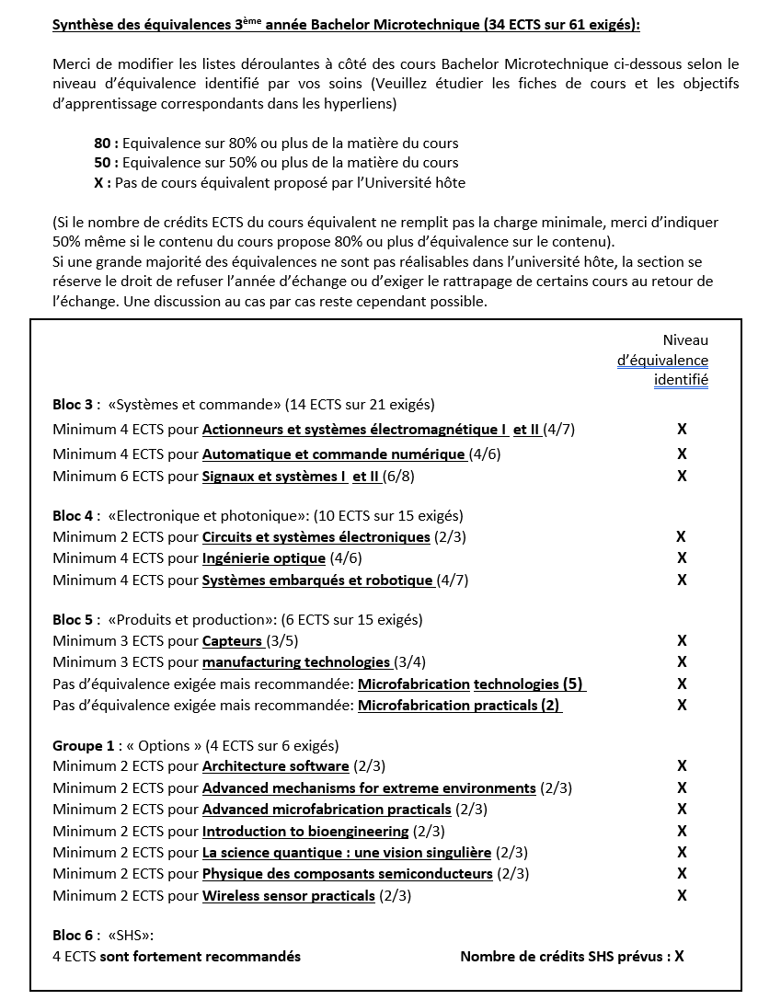 Synthèse des équivalences 3ème année Bachelor Microtechnique (34 ECTS sur 61 exigés):
Merci de modifier les listes déroulantes à côté des cours Bachelor Microtechnique ci-dessous selon le
niveau d’équivalence identifié par vos soins (Veuillez étudier les fiches de cours et les objectifs
d’apprentissage correspondants dans les hyperliens)
80 : Equivalence sur 80% ou plus de la matière du cours
50 : Equivalence sur 50% ou plus de la matière du cours
X : Pas de cours équivalent proposé par l’Université hôte
(Si le nombre de crédits ECTS du cours équivalent ne remplit pas la charge minimale, merci d’indiquer
50% même si le contenu du cours propose 80% ou plus d’équivalence sur le contenu).
Si une grande majorité des équivalences ne sont pas réalisables dans l’université hôte, la section se
réserve le droit de refuser l’année d’échange ou d’exiger le rattrapage de certains cours au retour de
l’échange. Une discussion au cas par cas reste cependant possible.
Niveau
d’équivalence
identifié
Bloc 3 : «Systèmes et commande» (14 ECTS sur 21 exigés)
Minimum 4 ECTS pour Actionneurs et systèmes électromagnétique I et II (4/7) X
Minimum 4 ECTS pour Automatique et commande numérique (4/6) X
Minimum 6 ECTS pour Signaux et systèmes I et II (6/8) X
Bloc 4 : «Electronique et photonique»: (10 ECTS sur 15 exigés)
Minimum 2 ECTS pour Circuits et systèmes électroniques (2/3) X
Minimum 4 ECTS pour Ingénierie optique (4/6) X
Minimum 4 ECTS pour Systèmes embarqués et robotique (4/7) X
Bloc 5 : «Produits et production»: (6 ECTS sur 15 exigés)
Minimum 3 ECTS pour Capteurs (3/5) X
Minimum 3 ECTS pour manufacturing technologies (3/4) X
Pas d’équivalence exigée mais recommandée: Microfabrication technologies (5) X
Pas d’équivalence exigée mais recommandée: Microfabrication practicals (2) X
Groupe 1 : « Options » (4 ECTS sur 6 exigés)
Minimum 2 ECTS pour Architecture software (2/3) X
Minimum 2 ECTS pour Advanced mechanisms for extreme environments (2/3) X
Minimum 2 ECTS pour Advanced microfabrication practicals (2/3) X
Minimum 2 ECTS pour Introduction to bioengineering (2/3) X
Minimum 2 ECTS pour La science quantique : une vision singulière (2/3) X
Minimum 2 ECTS pour Physique des composants semiconducteurs (2/3) X
Minimum 2 ECTS pour Wireless sensor practicals (2/3) X
Bloc 6 : «SHS»:
4 ECTS sont fortement recommandés Nombre de crédits SHS prévus : X